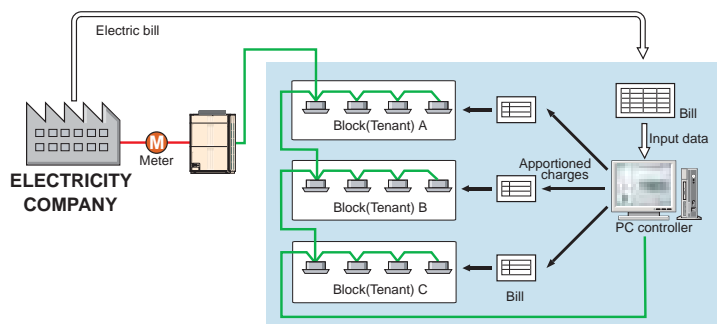 Electric bill
ELECTRICITY
COMPANY
M
Meter
Block(Tenant) A
Block(Tenant) B
Block(Tenant) C
Apportioned
charges
Bill
Bill
Input data
PC controller